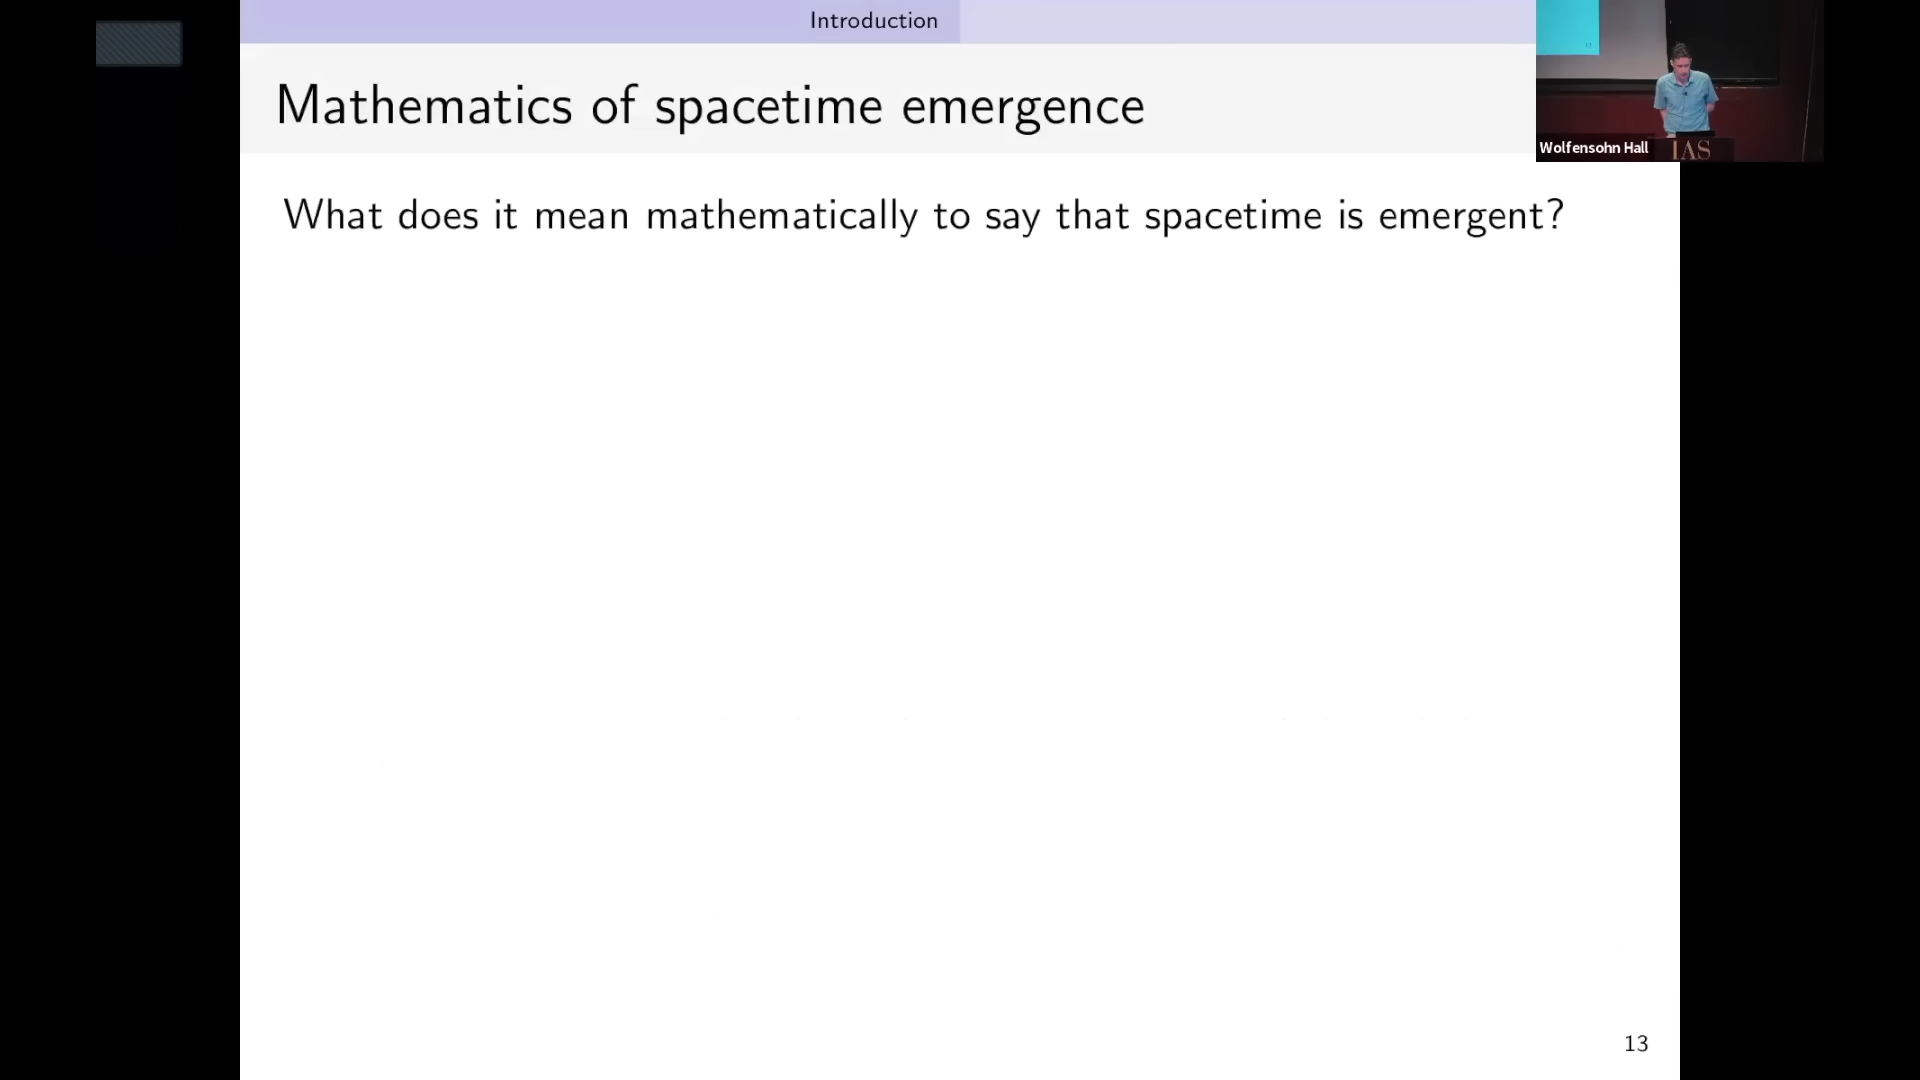 Introduction
Mathematics of spacetime emergence
Wolfensohn Hall
IAS
What does it mean mathematically to say that spacetime is emergent?
13